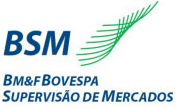 BSM
BM&FBOVESPA
SUPERVISÃO DE MERCADOS